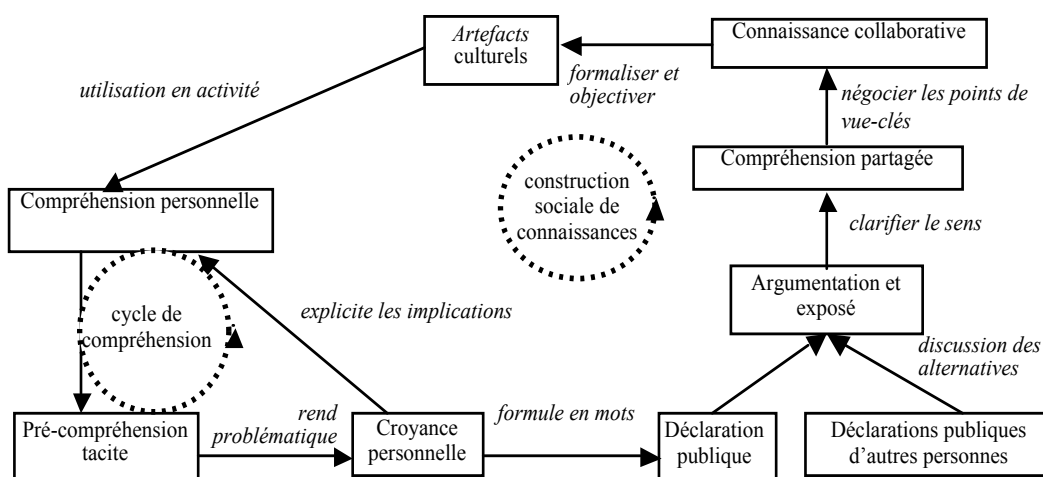 Artefacts
culturels
Connaissance collaborative
formaliser et
objectiver
utilisation en activité
négocier les points de
vue-clés
Compréhension partagée
construction
sociale de
connaissances
Compréhension personnelle
clarifier le sens
Argumentation et
exposé
explicite les implications
cycle de
compréhension
discussion des
alternatives
rend
problématique
formule en mots
Pré-compréhension
tacite
Croyance
personnelle
Déclaration
publique
Déclarations publiques
d’autres personnes